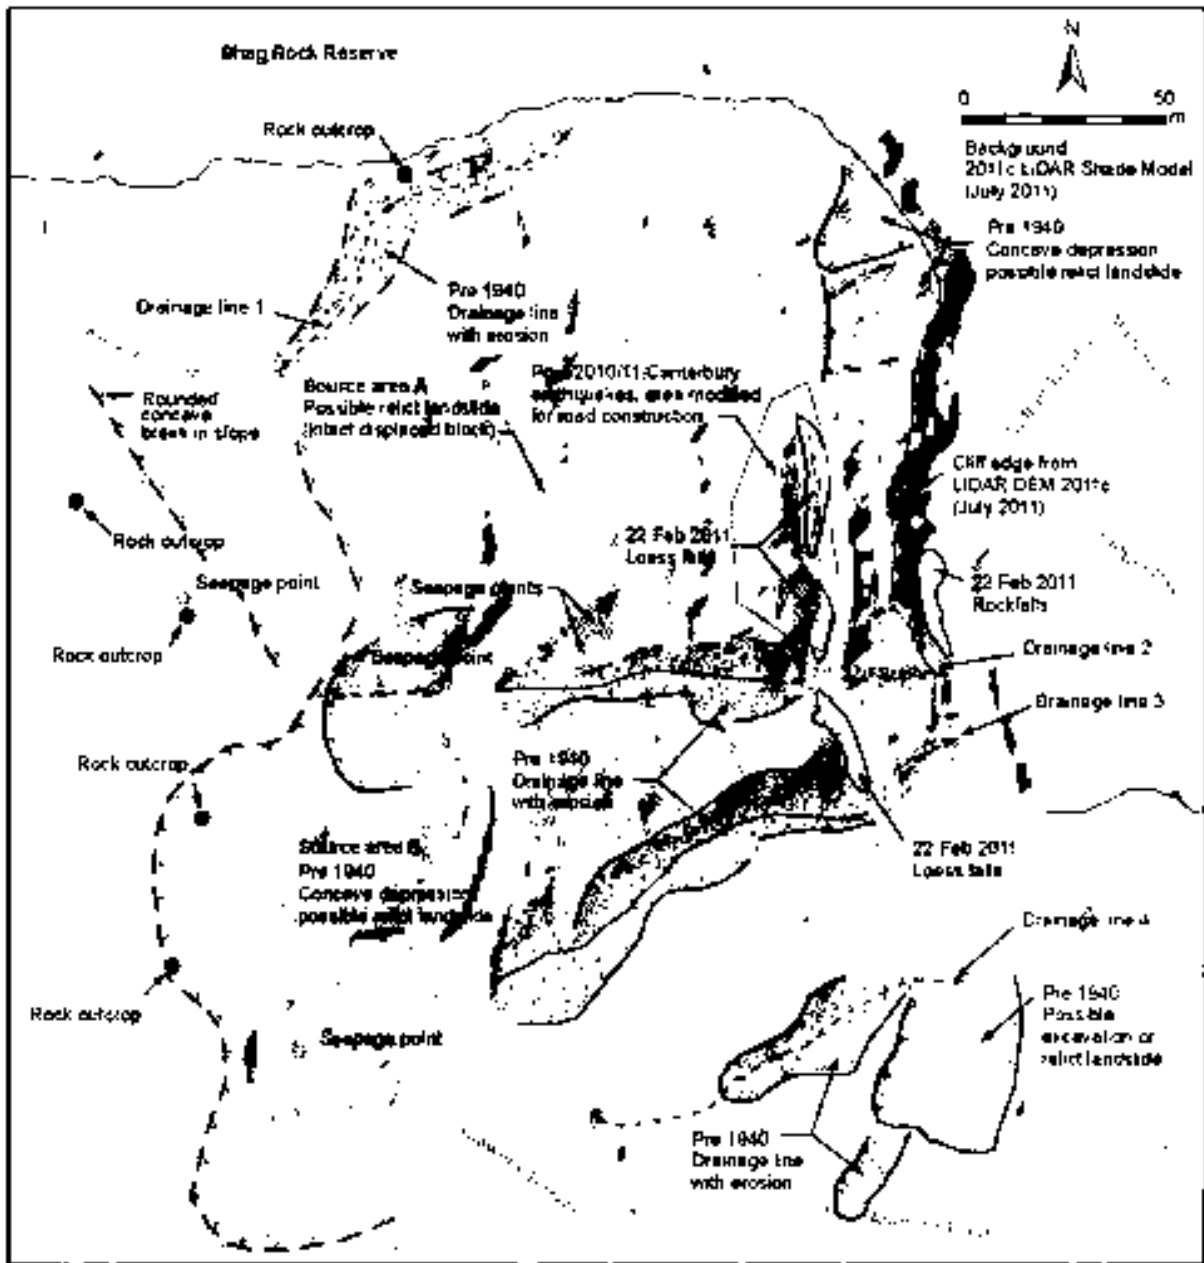 Shag Rock Reserve
N
0 50
m
Rock outcrop
Background
2011c LiDAR Shade Model
(July 2011)
Pre 1940
Concave depression
possible relict landslide
Drainage line 1
Pre 1940
Drainage line
with erosion
Rounded
concave
break in slope
Source area A
Possible relict landslide
(intact displaced block)
Post 2010/11 Canterbury
earthquakes, area modified
for road construction
Cliff edge from
LIDAR DEM 2011c
(July 2011)
Rock outcrop
22 Feb 2011
Loess falls
Seepage point
Seepage points
22 Feb 2011
Rockfalls
Rock outcrop
Seepage point
Drainage line 2
Drainage line 3
Rock outcrop
Pre 1940
Drainage line
with erosion
Source area B
Pre 1940
Concave depression
possible relict landslide
22 Feb 2011
Loess falls
Drainage line 4
Rock outcrop
Seepage point
Pre 1940
Possible
excavation or
relict landslide
Pre 1940
Drainage line
with erosion